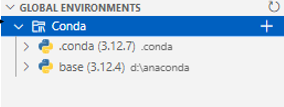 GLOBAL ENVIRONMENTS
Conda
.conda (3.12.7) .conda
base (3.12.4) d:\anaconda